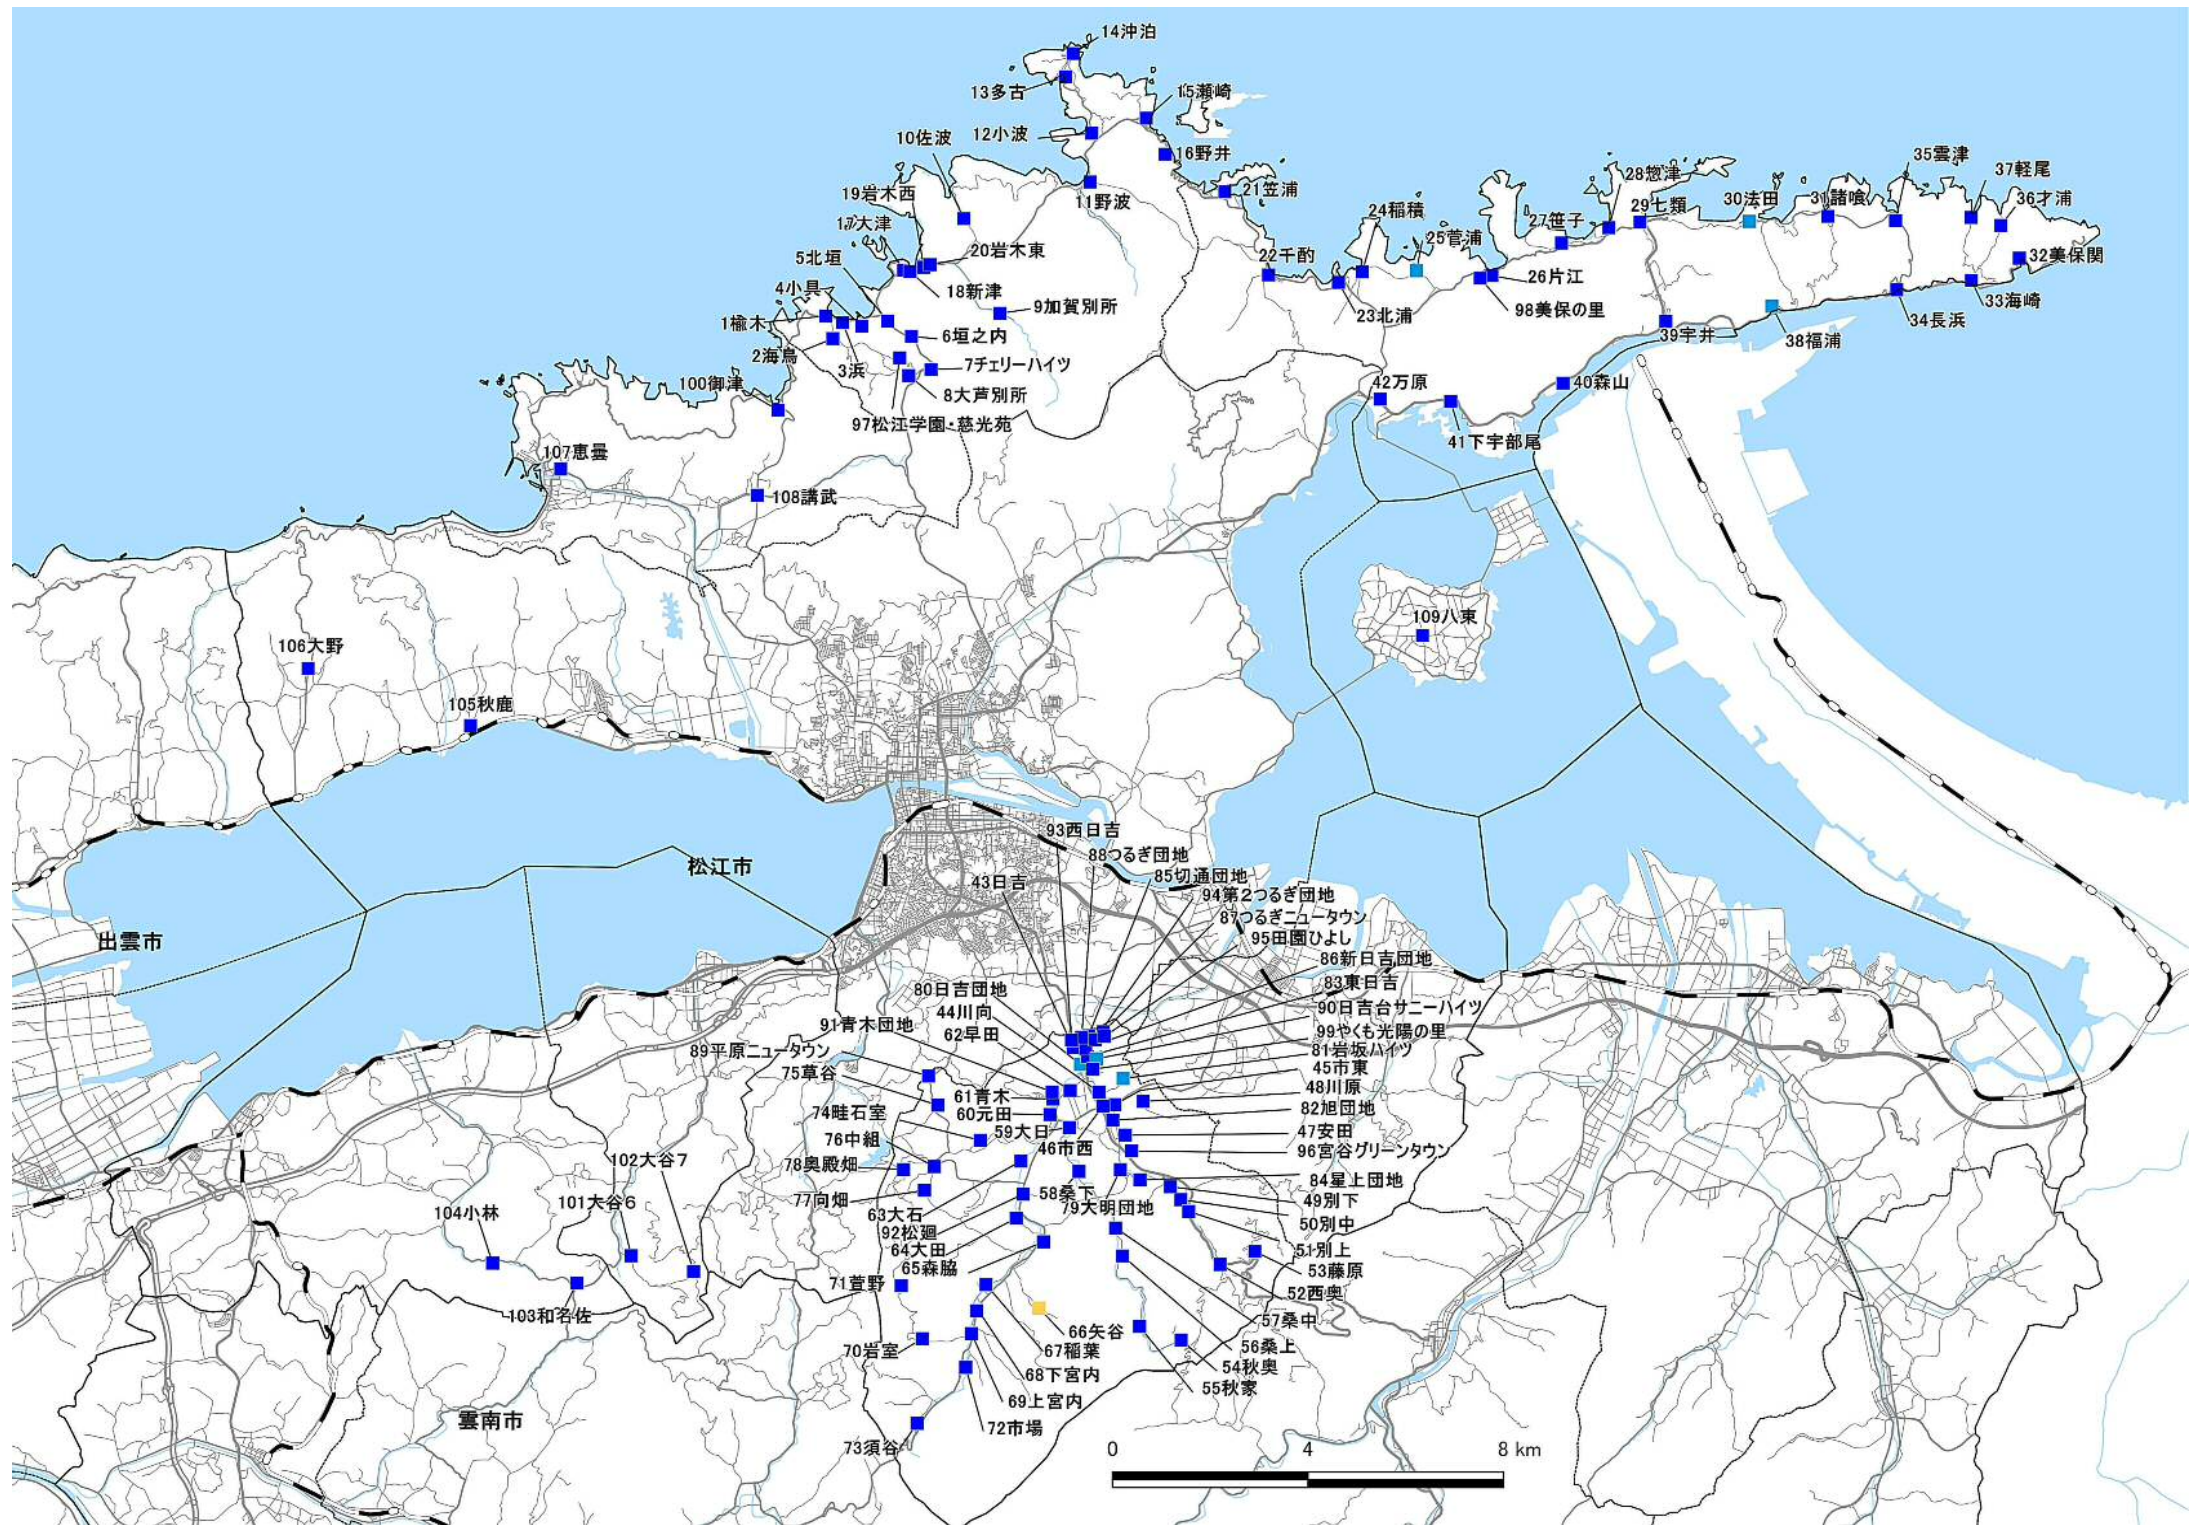 14沖泊
13多古
15瀬崎
12小波
10佐波
16野井
35雲津
37軽尾
28惣津
19岩木西
21笠浦
11野波
29七類
30法田
31諸喰
36才浦
24稲積
17大津
27笹子
25菅浦
20岩木東
5北垣
22千酌
32美保関
26片江
4小具
18新津
33海崎
9加賀別所
98美保の里
23北浦
34長浜
1楡木
6垣之内
39宇井
38福浦
2海鳥
3浜
7チェリーハイツ
100御津
42万原
40森山
8大芦別所
97松江学園・慈光苑
41下宇部尾
107恵曇
108講武
109八束
106大野
105秋鹿
93西日吉
88つるぎ団地
松江市
85切通団地
43日吉
94第2つるぎ団地
87つるぎニュータウン
95田園ひよし
出雲市
86新日吉団地
83東日吉
80日吉団地
90日吉台サニーハイツ
44川向
91青木団地
99やくも光陽の里
62早田
81岩坂ハイツ
89平原ニュータウン
45市東
75草谷
48川原
61青木
82旭団地
74畦石室
60元田
59大日
47安田
76中組
46市西
96宮谷グリーンタウン
102大谷7
78奥殿畑
84星上団地
58桑下
49別下
101大谷6
77向畑
79大明団地
104小林
63大石
50別中
92松廻
64大田
51別上
65森脇
53藤原
71萱野
52西奥
103和名佐
57桑中
66矢谷
56桑上
70岩室
67稲葉
54秋奥
68下宮内
55秋家
69上宮内
雲南市
72市場
73須谷
0 4 8 km